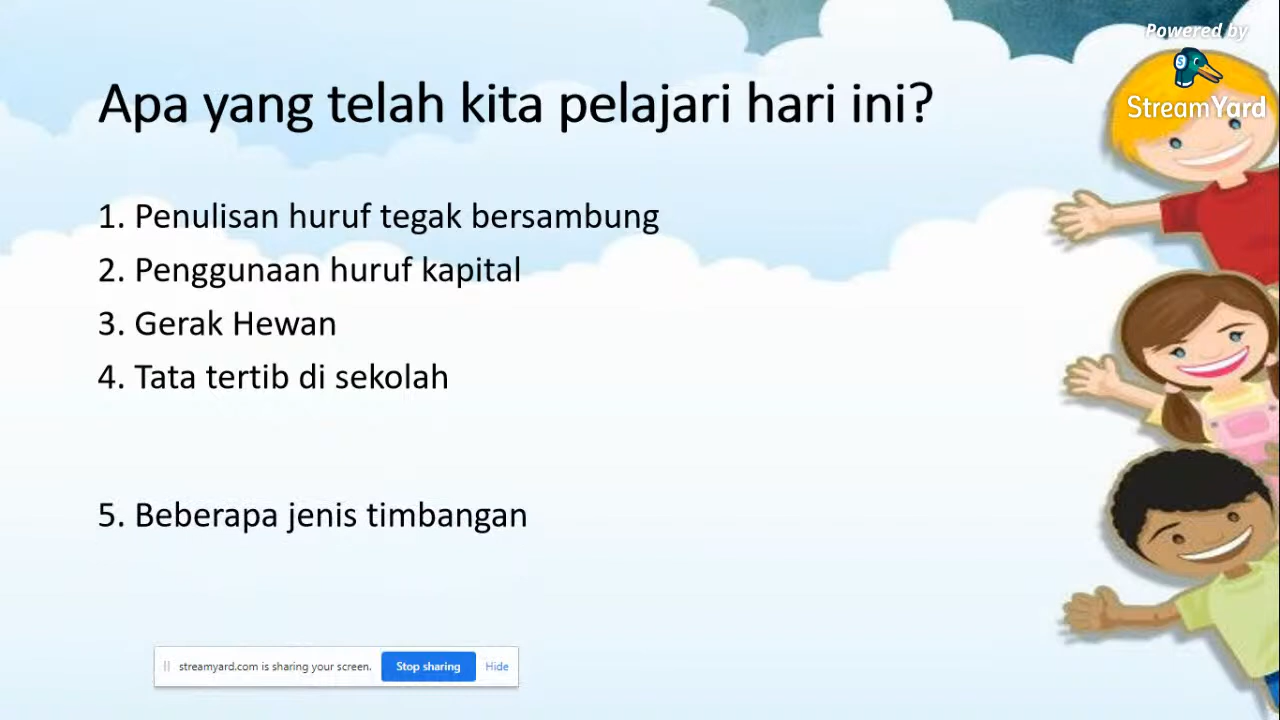 Powered by
StreamYard
Apa yang telah kita pelajari hari ini?
1. Penulisan huruf tegak bersambung
2. Penggunaan huruf kapital
3. Gerak Hewan
4. Tata tertib di sekolah
5. Beberapa jenis timbangan
streamyard.com is sharing your screen. Stop sharing Hide